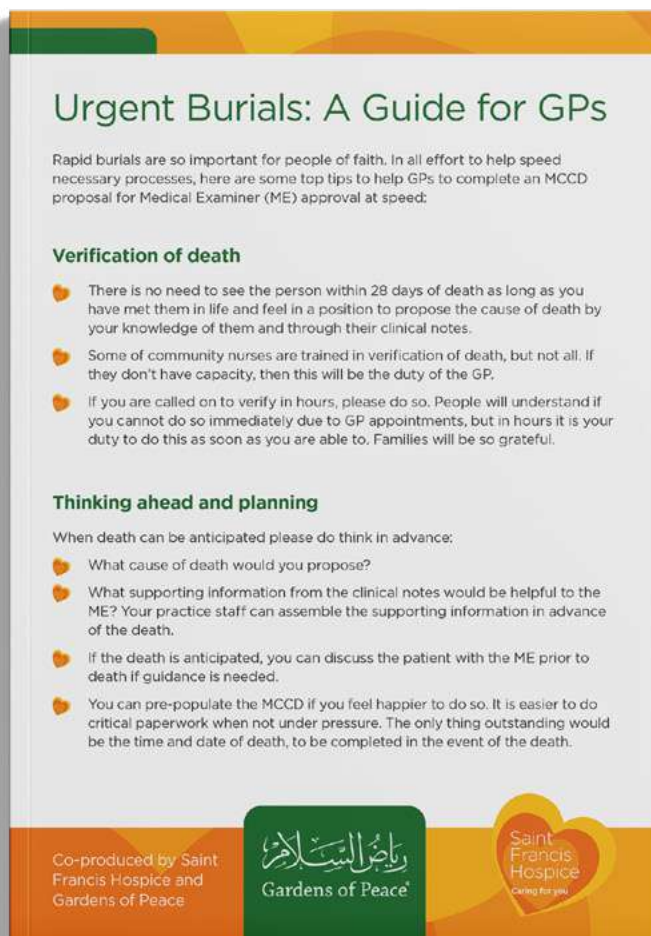 Urgent Burials: A Guide for GPs
Rapid burials are so important for people of faith. In all effort to help speed
necessary processes, here are some top tips to help GPs to complete an MCCD
proposal for Medical Examiner (ME) approval at speed:
Verification of death
There is no need to see the person within 28 days of death as long as you
have met them in life and feel in a position to propose the cause of death by
your knowledge of them and through their clinical notes.
Some of community nurses are trained in verification of death, but not all. If
they don't have capacity, then this will be the duty of the GP.
If you are called on to verify in hours, please do so. People will understand if
you cannot do so immediately due to GP appointments, but in hours it is your
duty to do this as soon as you are able to. Families will be so grateful.
Thinking ahead and planning
When death can be anticipated please do think in advance:
What cause of death would you propose?
What supporting information from the clinical notes would be helpful to the
ME? Your practice staff can assemble the supporting information in advance
of the death.
If the death is anticipated, you can discuss the patient with the ME prior to
death if guidance is needed.
You can pre-populate the MCCD if you feel happier to do so. It is easier to do
critical paperwork when not under pressure. The only thing outstanding would
be the time and date of death, to be completed in the event of the death.
Co-produced by Saint
Francis Hospice and
Gardens of Peace
رِيَاضُ السَّلَامِ
Gardens of Peace
Saint
Francis
Hospice
Caring for you